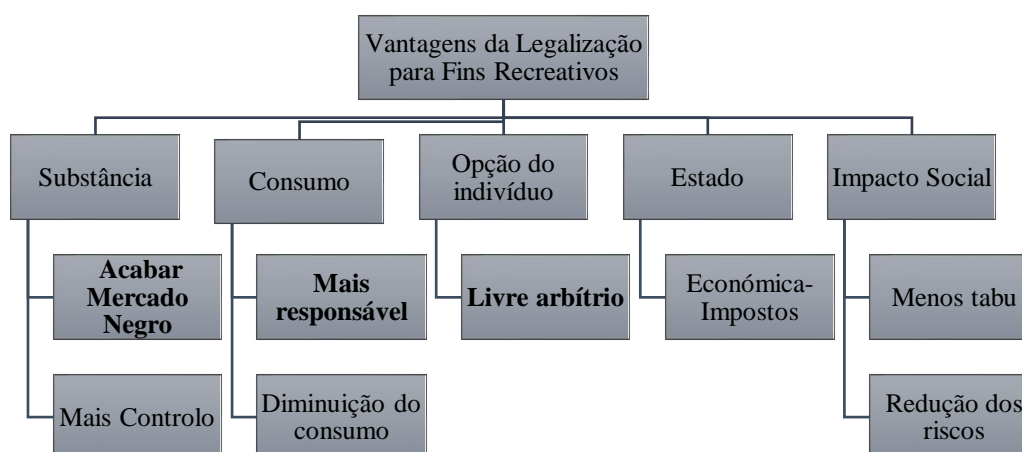 Vantagens da Legalização
para Fins Recreativos
Substância
Consumo
Opção do
indivíduo
Estado
Impacto Social
Acabar
Mercado
Negro
Mais
responsável
Livre arbítrio
Económica-
Impostos
Menos tabu
Mais Controlo
Diminuição do
consumo
Redução dos
riscos